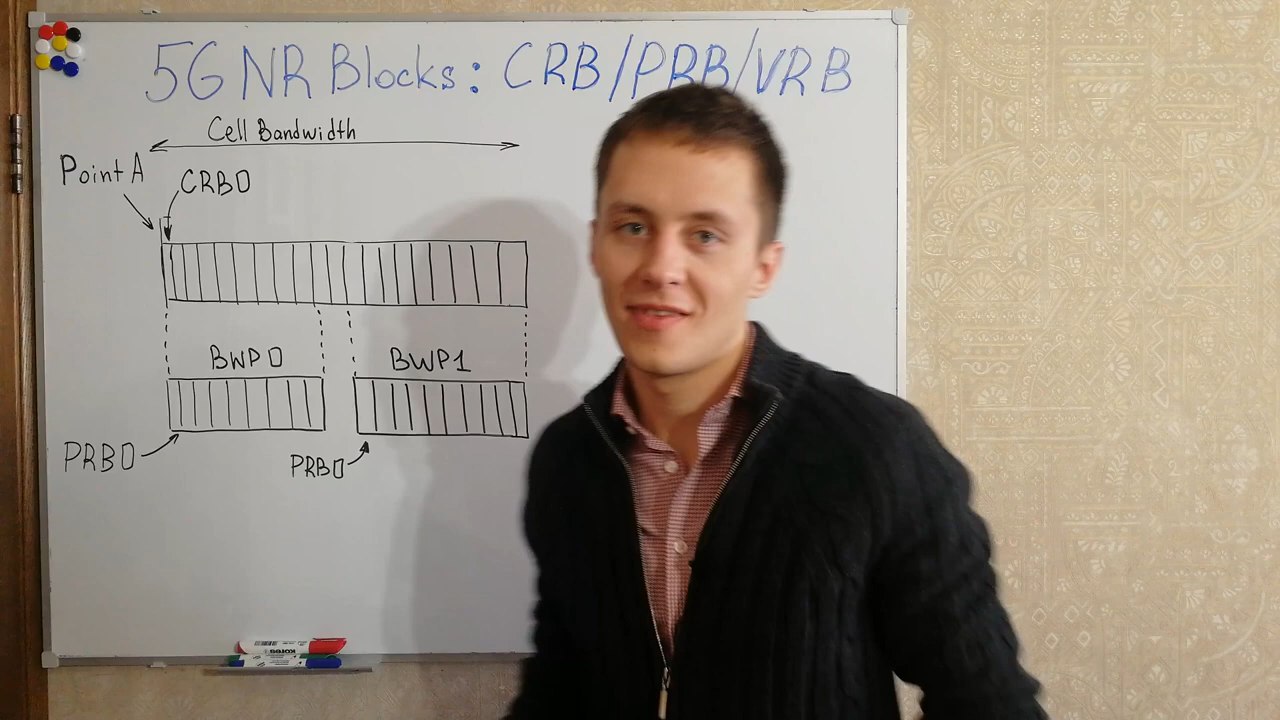 5G NR Blocks: CRB/PRB/VRB
Cell Bandwidth
Point A
CRB0
BWP0
BWP1
PRB0
PRB0